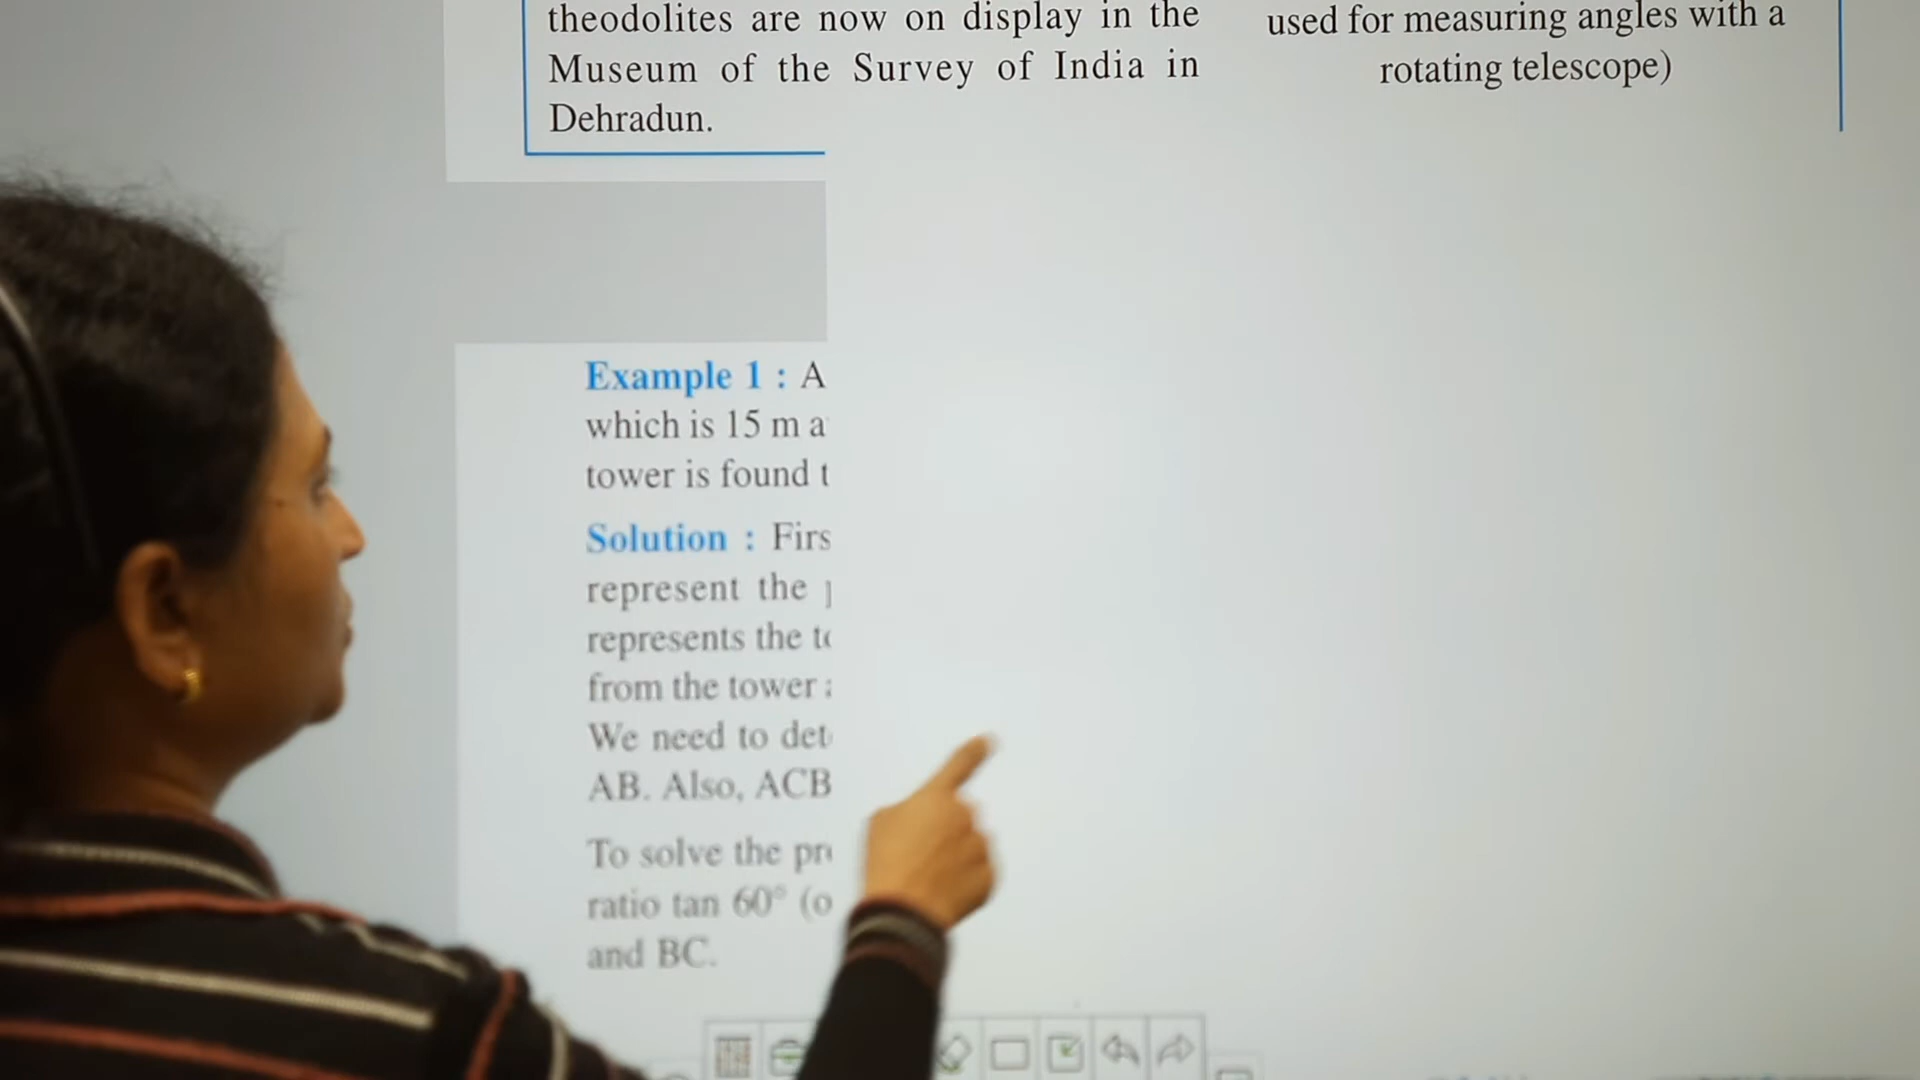 theodolites are now on display in the
Museum of the Survey of India in
Dehradun.
used for measuring angles with a
rotating telescope)
Example 1 : A
which is 15 m a
tower is found t
Solution : Firs
represent the
represents the t
from the tower
We need to det
AB. Also, ACB
To solve the pr
ratio tan 60° (o
and BC.